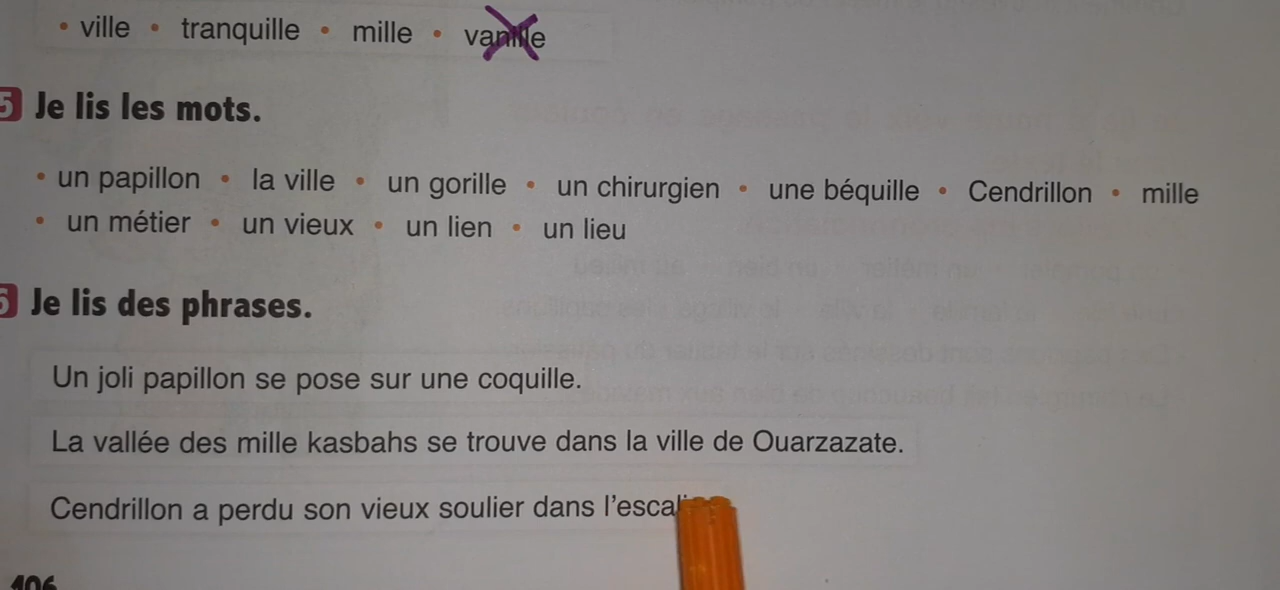 • ville • tranquille • mille • vanille
5 Je lis les mots.
• un papillon • la ville • un gorille • un chirurgien • une béquille • Cendrillon • mille
• un métier • un vieux • un lien • un lieu
6 Je lis des phrases.
Un joli papillon se pose sur une coquille.
La vallée des mille kasbahs se trouve dans la ville de Ouarzazate.
Cendrillon a perdu son vieux soulier dans
106